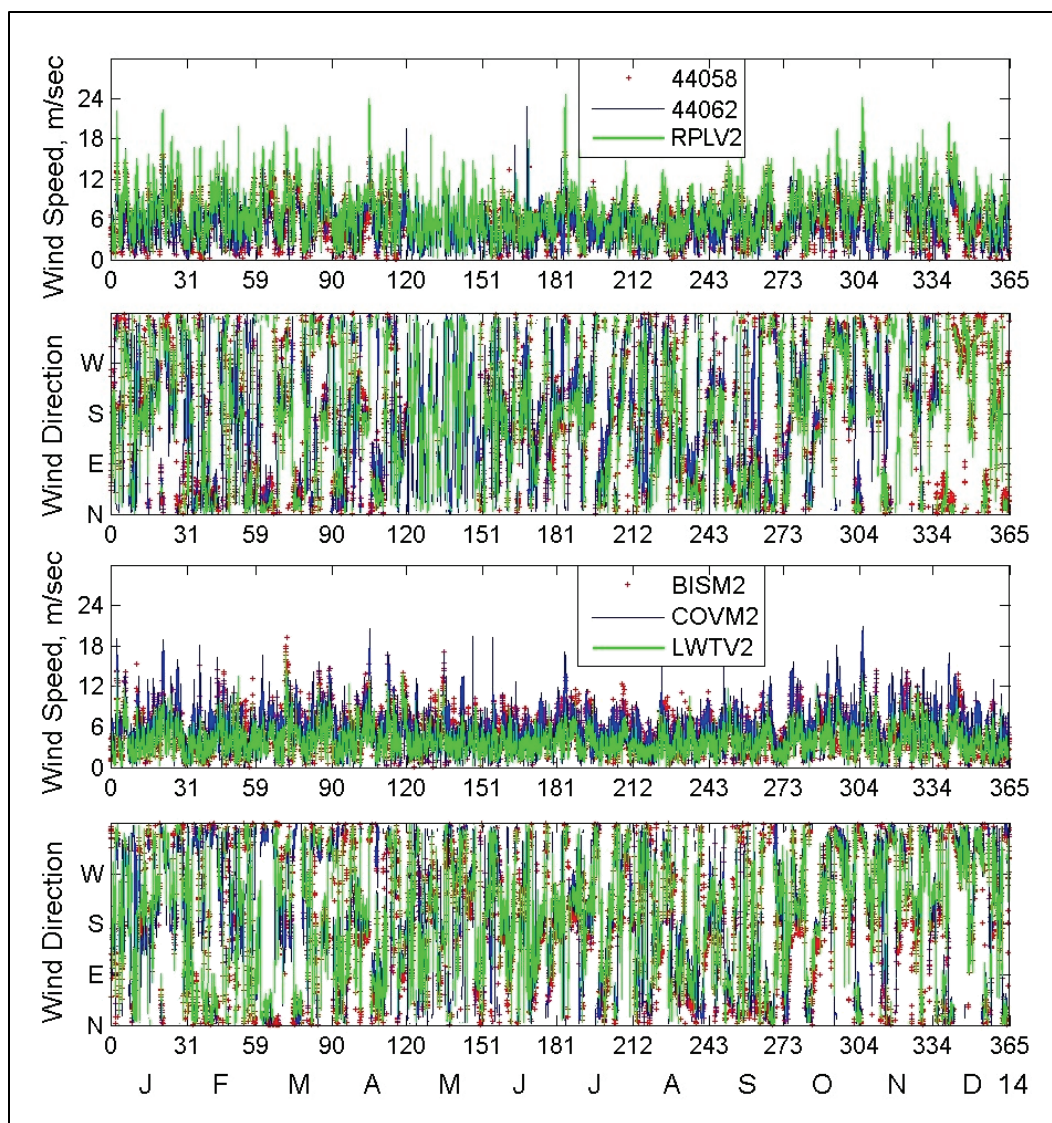 44058
44062
RPLV2
Wind Speed, m/sec
24
18
12
6
0
0 31 59 90 120 151 181 212 243 273 304 334 365
Wind Direction
W
S
E
N
0 31 59 90 120 151 181 212 243 273 304 334 365
BISM2
COVM2
LWTV2
Wind Speed, m/sec
24
18
12
6
0
0 31 59 90 120 151 181 212 243 273 304 334 365
Wind Direction
W
S
E
N
0 31 59 90 120 151 181 212 243 273 304 334 365
J F M A M J J A S O N D 14